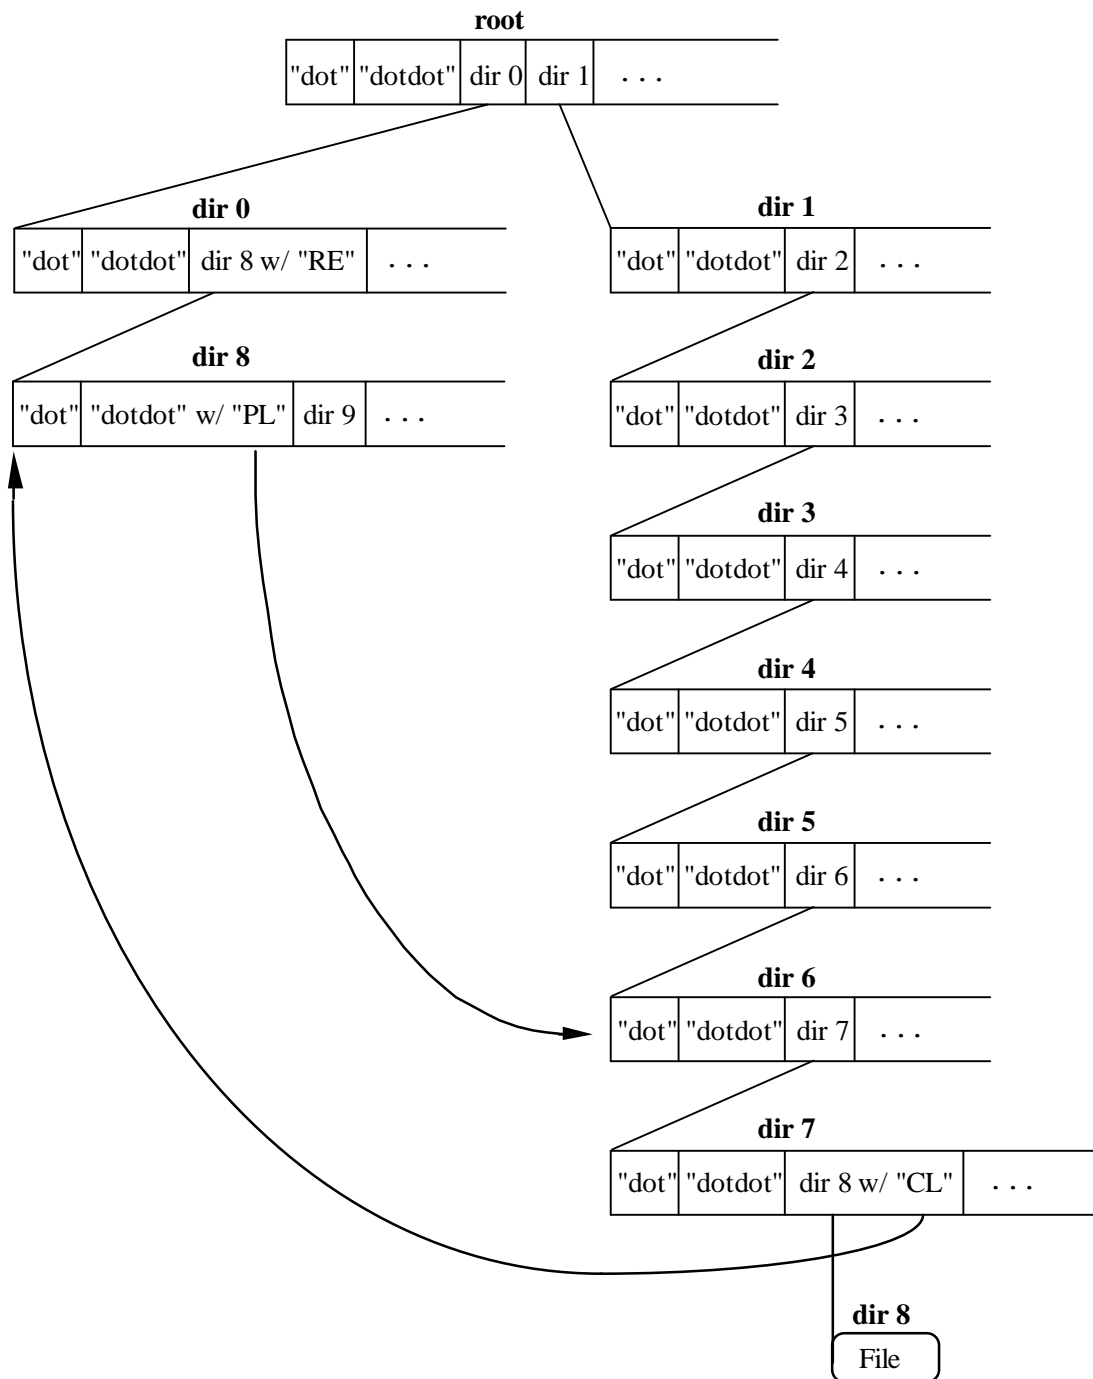 root
"dot" "dotdot" dir 0 dir 1 . . .
dir 0
"dot" "dotdot" dir 8 w/ "RE" . . .
dir 8
"dot" "dotdot" w/ "PL" dir 9 . . .
dir 1
"dot" "dotdot" dir 2 . . .
dir 2
"dot" "dotdot" dir 3 . . .
dir 3
"dot" "dotdot" dir 4 . . .
dir 4
"dot" "dotdot" dir 5 . . .
dir 5
"dot" "dotdot" dir 6 . . .
dir 6
"dot" "dotdot" dir 7 . . .
dir 7
"dot" "dotdot" dir 8 w/ "CL" . . .
dir 8
File